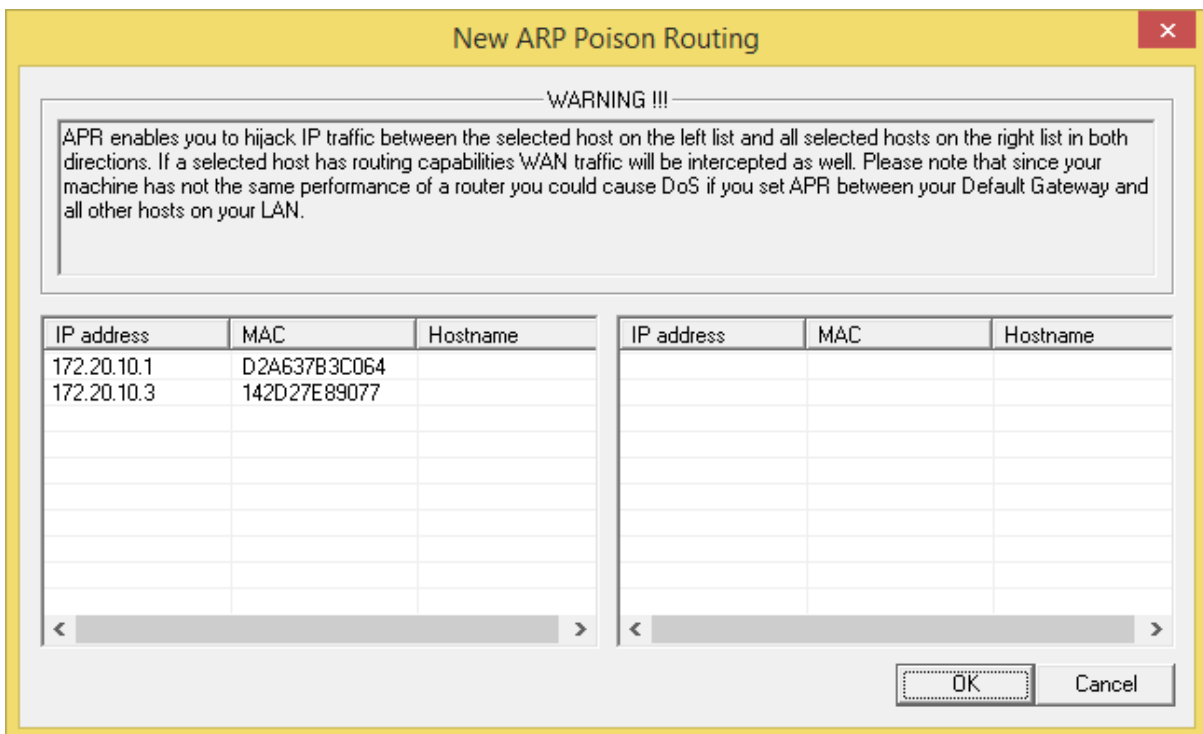 New ARP Poison Routing
WARNING !!!
APR enables you to hijack IP traffic between the selected host on the left list and all selected hosts on the right list in both
directions. If a selected host has routing capabilities WAN traffic will be intercepted as well. Please note that since your
machine has not the same performance of a router you could cause DoS if you set APR between your Default Gateway and
all other hosts on your LAN.
IP address MAC Hostname IP address MAC Hostname
172.20.10.1 D2A637B3C064
172.20.10.3 142D27E89077
OK Cancel